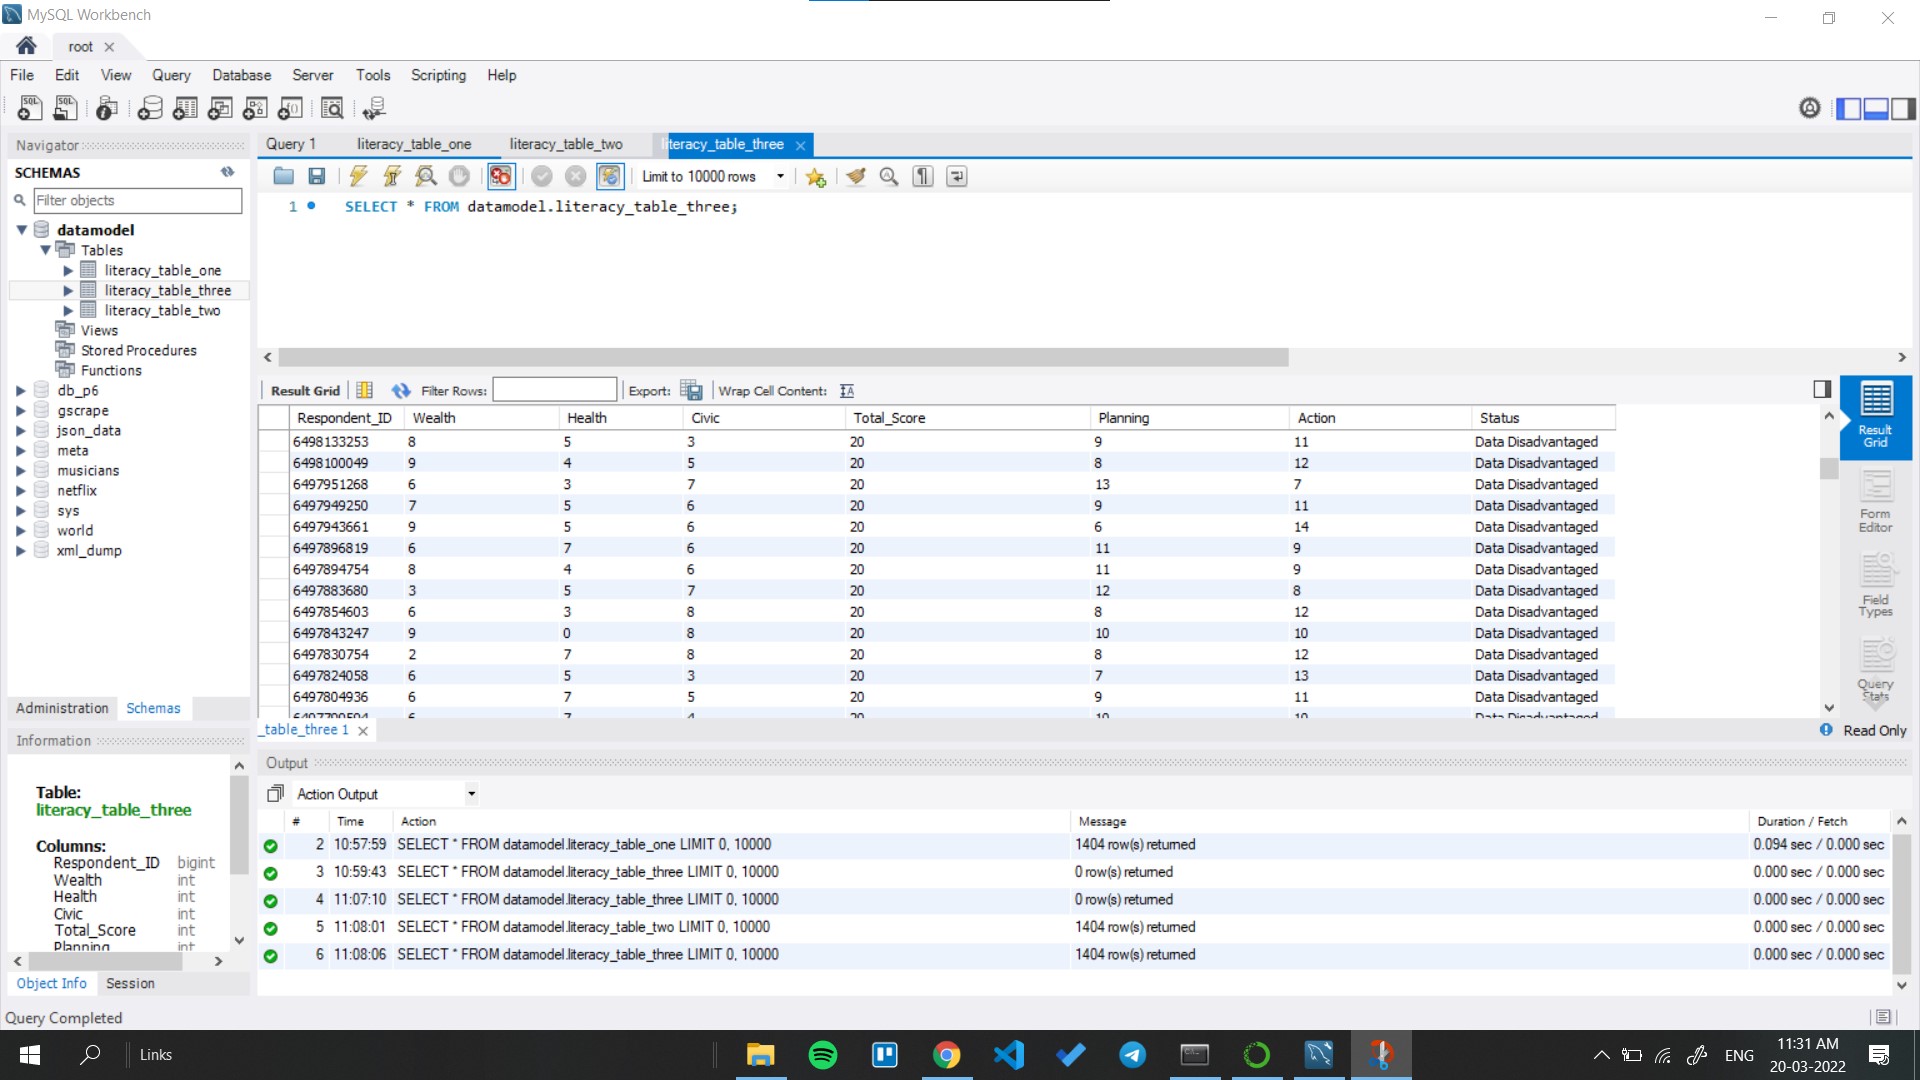 MySQL Workbench
root
File Edit View Query Database Server Tools Scripting Help
Navigator
SCHEMAS
Filter objects
datamodel
Tables
literacy_table_one
literacy_table_three
literacy_table_two
Views
Stored Procedures
Functions
db_p6
gscrape
json_data
meta
musicians
netflix
sys
world
xml_dump
Administration Schemas
Information
Table:
literacy_table_three
Columns:
Respondent_ID bigint
Wealth int
Health int
Civic int
Total_Score int
Planning int
Object Info Session
Query 1 literacy_table_one literacy_table_two literacy_table_three
Limit to 10000 rows
1 SELECT * FROM datamodel.literacy_table_three;
Result Grid Filter Rows: Export: Wrap Cell Content:
Respondent_ID Wealth Health Civic Total_Score Planning Action Status
6498133253 8 5 3 20 9 11 Data Disadvantaged
6498100049 9 4 5 20 8 12 Data Disadvantaged
6497951268 6 3 7 20 13 7 Data Disadvantaged
6497949250 7 5 6 20 9 11 Data Disadvantaged
6497943661 9 5 6 20 6 14 Data Disadvantaged
6497896819 6 7 6 20 11 9 Data Disadvantaged
6497894754 8 4 6 20 11 9 Data Disadvantaged
6497883680 3 5 7 20 12 8 Data Disadvantaged
6497854603 6 3 8 20 8 12 Data Disadvantaged
6497843247 9 0 8 20 10 10 Data Disadvantaged
6497830754 2 7 8 20 8 12 Data Disadvantaged
6497824058 6 5 3 20 7 13 Data Disadvantaged
6497804936 6 7 5 20 9 11 Data Disadvantaged
Result
Grid
Form
Editor
Field
Types
Query
Stats
_table_three 1
Read Only
Output
Action Output
# Time Action Message Duration / Fetch
2 10:57:59 SELECT * FROM datamodel.literacy_table_one LIMIT 0, 10000 1404 row(s) returned 0.094 sec / 0.000 sec
3 10:59:43 SELECT * FROM datamodel.literacy_table_three LIMIT 0, 10000 0 row(s) returned 0.000 sec / 0.000 sec
4 11:07:10 SELECT * FROM datamodel.literacy_table_three LIMIT 0, 10000 0 row(s) returned 0.000 sec / 0.000 sec
5 11:08:01 SELECT * FROM datamodel.literacy_table_two LIMIT 0, 10000 1404 row(s) returned 0.000 sec / 0.000 sec
6 11:08:06 SELECT * FROM datamodel.literacy_table_three LIMIT 0, 10000 1404 row(s) returned 0.000 sec / 0.000 sec
Query Completed
Links
ENG
11:31 AM
20-03-2022